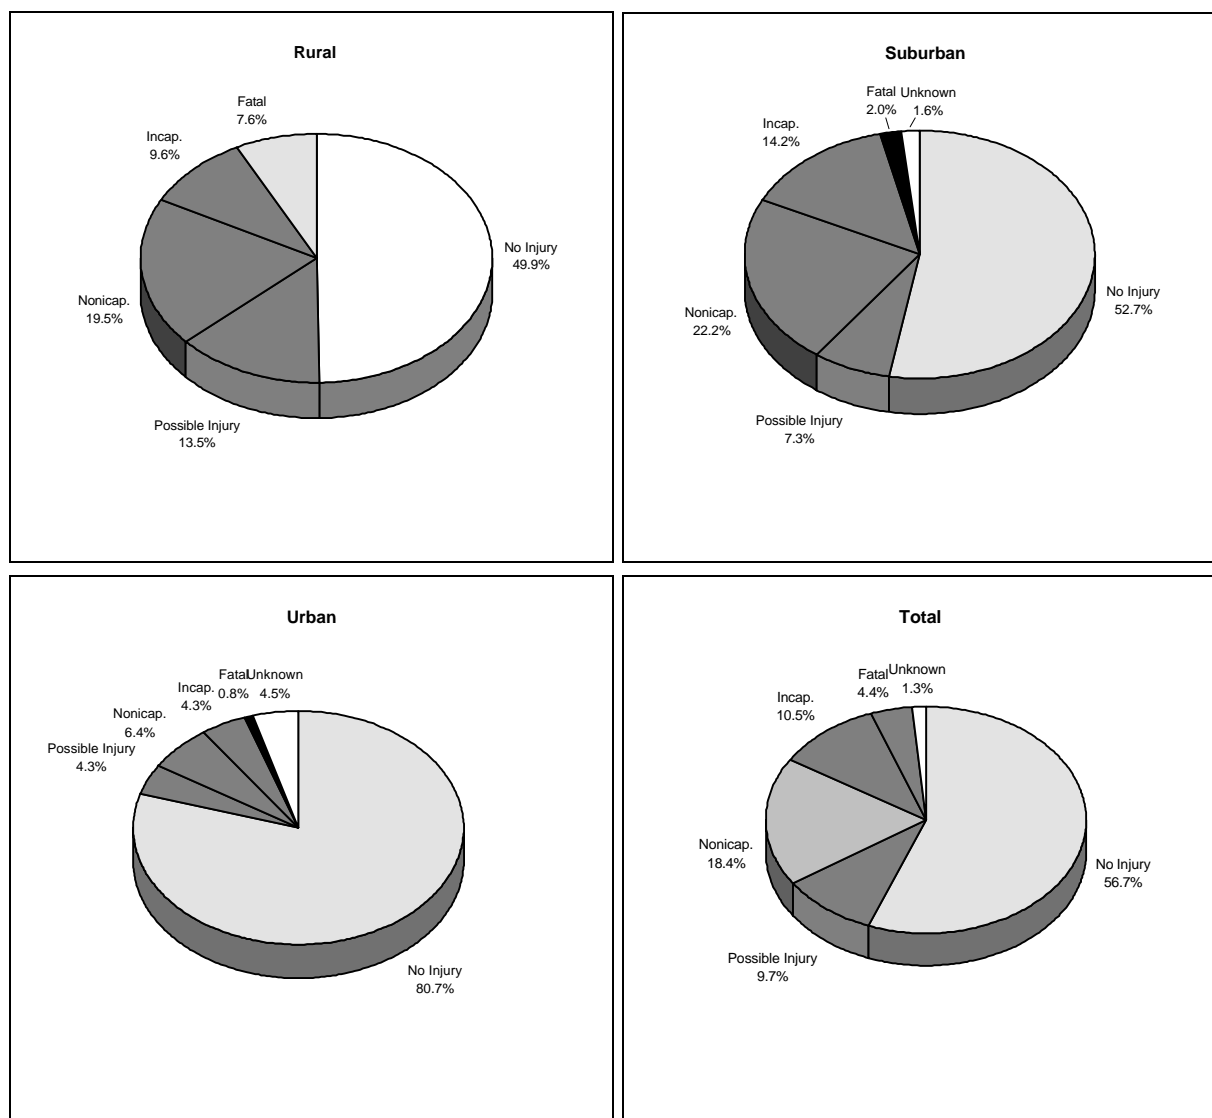 Rural
Fatal
7.6%
Incap.
9.6%
No Injury
49.9%
Nonicap.
19.5%
Possible Injury
13.5%
Suburban
Fatal Unknown
2.0% 1.6%
Incap.
14.2%
No Injury
52.7%
Nonicap.
22.2%
Possible Injury
7.3%
Urban
Fatal Unknown
0.8% 4.5%
Incap.
4.3%
Nonicap.
6.4%
Possible Injury
4.3%
No Injury
80.7%
Total
Fatal Unknown
4.4% 1.3%
Incap.
10.5%
Nonicap.
18.4%
No Injury
56.7%
Possible Injury
9.7%